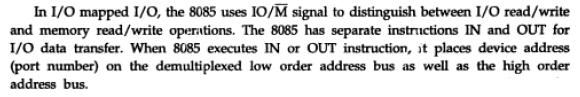 In I/O mapped I/O, the 8085 uses IO/M̅ signal to distinguish between I/O read/write
and memory read/write operations. The 8085 has separate instructions IN and OUT for
I/O data transfer. When 8085 executes IN or OUT instruction, it places device address
(port number) on the demultiplexed low order address bus as well as the high order
address bus.